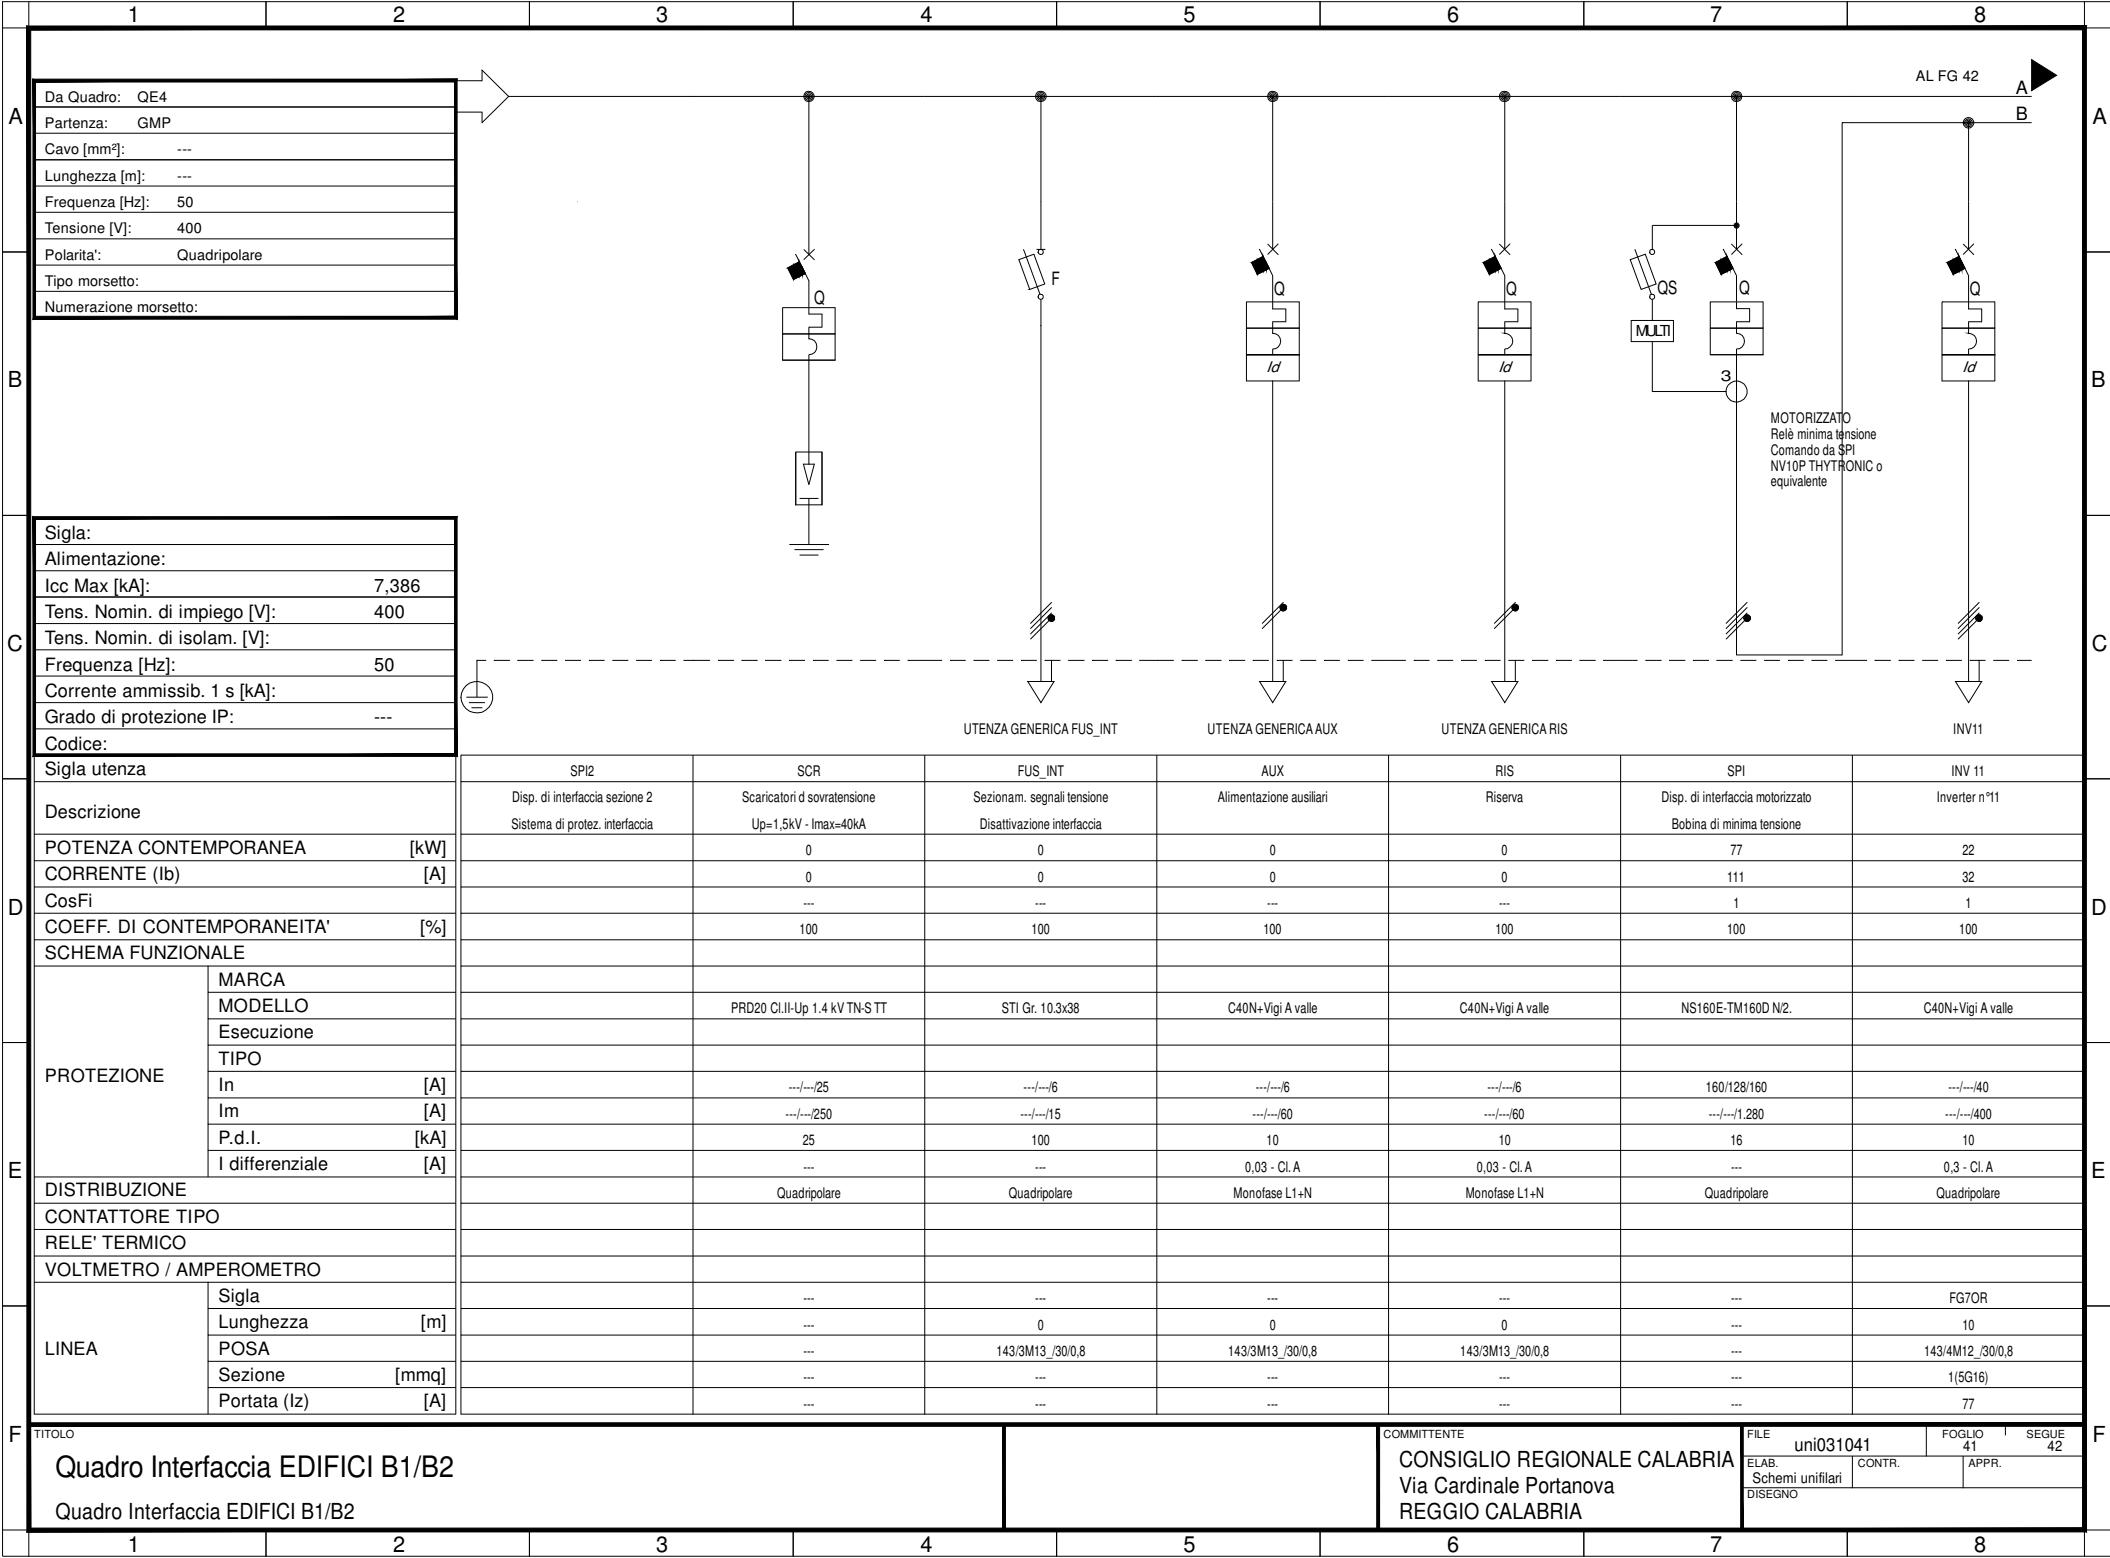 1 2 3 4 5 6 7 8
A
B
C
D
E
F
A
B
C
D
E
F
Da Quadro: QE4
Partenza: GMP
Cavo [mm²]: ---
Lunghezza [m]: ---
Frequenza [Hz]: 50
Tensione [V]: 400
Polarita': Quadripolare
Tipo morsetto:
Numerazione morsetto:
AL FG 42
A
B
Q
F
Q
Q
QS
Q
Q
MULTI
Id
Id
Id
3
MOTORIZZATO
Relè minima tensione
Comando da SPI
NV10P THYTRONIC o
equivalente
Sigla:
Alimentazione:
Icc Max [kA]: 7,386
Tens. Nomin. di impiego [V]: 400
Tens. Nomin. di isolam. [V]:
Frequenza [Hz]: 50
Corrente ammissib. 1 s [kA]:
Grado di protezione IP: ---
Codice:
UTENZA GENERICA FUS_INT
UTENZA GENERICA AUX
UTENZA GENERICA RIS
INV11
Sigla utenza SPI2 SCR FUS_INT AUX RIS SPI INV 11
Descrizione
Disp. di interfaccia sezione 2 Scaricatori d sovratensione Sezionam. segnali tensione Alimentazione ausiliari Riserva Disp. di interfaccia motorizzato Inverter n°11
Sistema di protez. interfaccia Up=1,5kV - Imax=40kA Disattivazione interfaccia Bobina di minima tensione
POTENZA CONTEMPORANEA [kW] 0 0 0 0 77 22
CORRENTE (Ib) [A] 0 0 0 0 111 32
CosFi --- --- --- --- 1 1
COEFF. DI CONTEMPORANEITA' [%] 100 100 100 100 100 100
SCHEMA FUNZIONALE
PROTEZIONE
MARCA
MODELLO PRD20 Cl.II-Up 1.4 kV TN-S TT STI Gr. 10.3x38 C40N+Vigi A valle C40N+Vigi A valle NS160E-TM160D N/2. C40N+Vigi A valle
Esecuzione
TIPO
In [A] ---/---/25 ---/---/6 ---/---/6 ---/---/6 160/128/160 ---/---/40
Im [A] ---/---/250 ---/---/15 ---/---/60 ---/---/60 ---/---/1.280 ---/---/400
P.d.I. [kA] 25 100 10 10 16 10
I differenziale [A] --- --- 0,03 - Cl. A 0,03 - Cl. A --- 0,3 - Cl. A
DISTRIBUZIONE Quadripolare Quadripolare Monofase L1+N Monofase L1+N Quadripolare Quadripolare
CONTATTORE TIPO
RELE' TERMICO
VOLTMETRO / AMPEROMETRO
LINEA
Sigla --- --- --- --- --- FG7OR
Lunghezza [m] --- 0 0 0 --- 10
POSA --- 143/3M13_/30/0,8 143/3M13_/30/0,8 143/3M13_/30/0,8 --- 143/4M12_/30/0,8
Sezione [mmq] --- --- --- --- --- 1(5G16)
Portata (Iz) [A] --- --- --- --- --- 77
TITOLO
Quadro Interfaccia EDIFICI B1/B2
Quadro Interfaccia EDIFICI B1/B2
COMMITTENTE
CONSIGLIO REGIONALE CALABRIA
Via Cardinale Portanova
REGGIO CALABRIA
FILE
uni031041
FOGLIO
41
SEGUE
42
ELAB.
Schemi unifilari
CONTR.
APPR.
DISEGNO
1 2 3 4 5 6 7 8